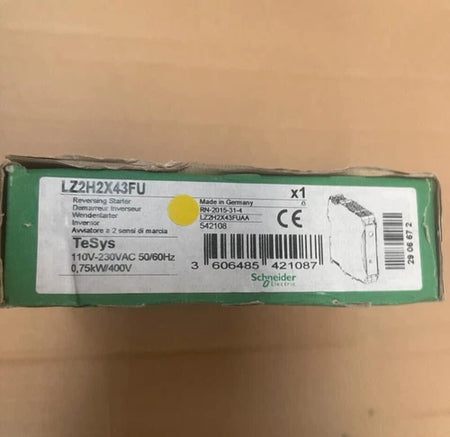 LZ2H2X43FU
Reversing Starter
Demarreur Inverseur
Wendestarter
Inversor
Avviatore a 2 sensi di marcia
TeSys
110V-230VAC 50/60Hz
0,75kW/400V
Made in Germany
RN-2015-31-4
LZ2H2X43FUAA
542108
x1
6
CE
3 606485 421087
Schneider
Electric
29 06 67 2